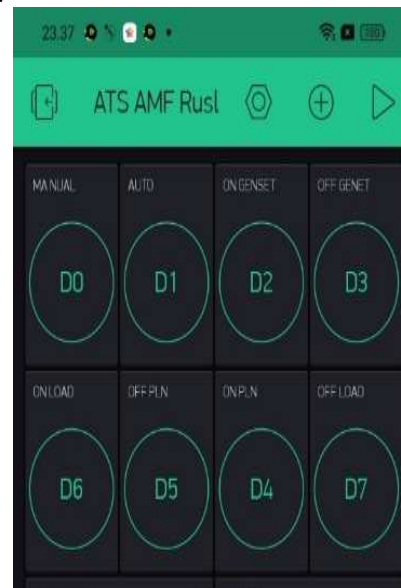 23.37
ATS AMF Rusl
MANUAL AUTO ON GENSET OFF GENET
D0 D1 D2 D3
ON LOAD OFF PLN ON PLN OFF LOAD
D6 D5 D4 D7